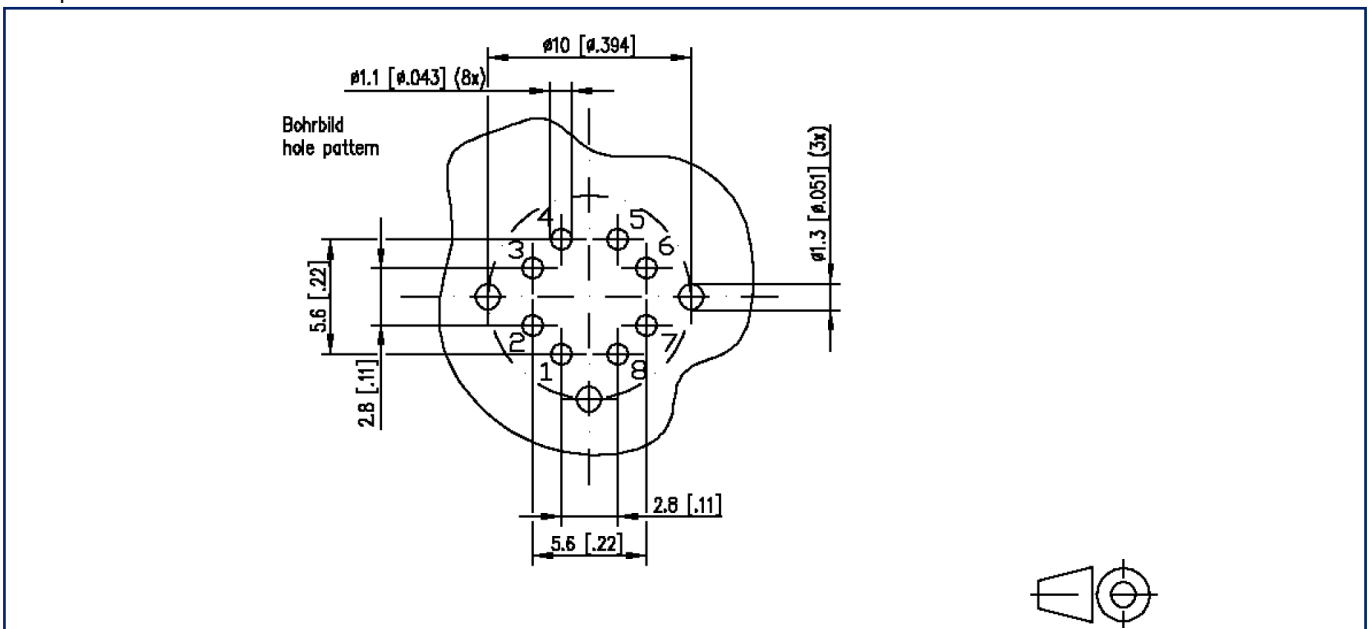 ø10 [ø.394]
ø1.1 [ø.043] (8x)
Bohrbild
hole pattern
ø1.3 [ø.051] (3x)
4
5
3
6
5.6 [.22]
2
7
1
8
2.8 [.11]
2.8 [.11]
5.6 [.22]